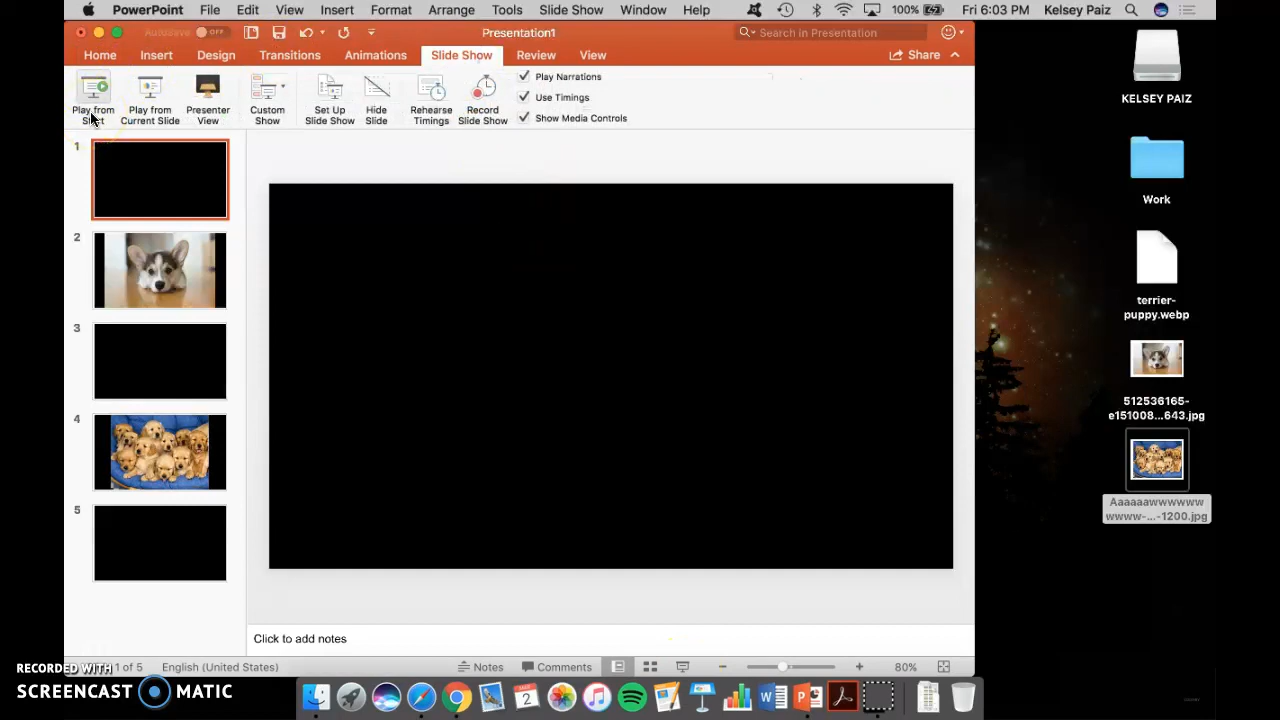 PowerPoint File Edit View Insert Format Arrange Tools Slide Show Window Help 100% Fri 6:03 PM Kelsey Paiz
AutoSave OFF Presentation1 Search in Presentation
Home Insert Design Transitions Animations Slide Show Review View Share
Play from Start
Play from Current Slide
Presenter View
Custom Show
Set Up Slide Show
Hide Slide
Rehearse Timings
Record Slide Show
Play Narrations
Use Timings
Show Media Controls
1
2
3
4
5
KELSEY PAIZ
Work
terrier-
puppy.webp
512536165-
e151008...643.jpg
Aaaaaawwwwww
wwww-...-1200.jpg
Click to add notes
1 of 5 English (United States) Notes Comments 80%
RECORDED WITH
SCREENCAST MATIC
SEP
2